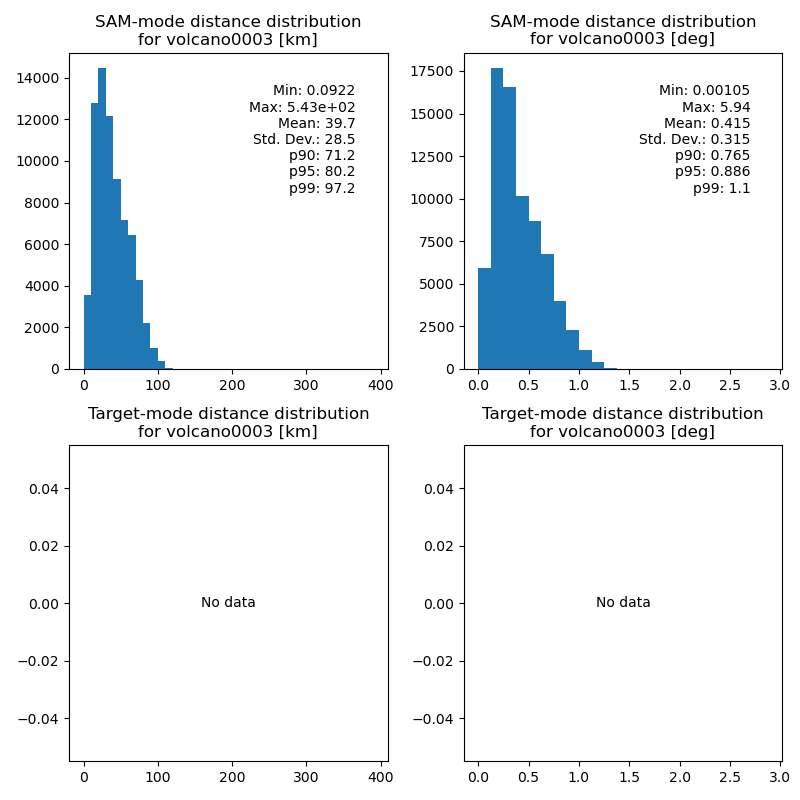 SAM-mode distance distribution
for volcano0003 [km]
14000
12000
10000
8000
6000
4000
2000
0
Min: 0.0922
Max: 5.43e+02
Mean: 39.7
Std. Dev.: 28.5
p90: 71.2
p95: 80.2
p99: 97.2
0
100
200
300
400
SAM-mode distance distribution
for volcano0003 [deg]
17500
15000
12500
10000
7500
5000
2500
0
Min: 0.00105
Max: 5.94
Mean: 0.415
Std. Dev.: 0.315
p90: 0.765
p95: 0.886
p99: 1.1
0.0
0.5
1.0
1.5
2.0
2.5
3.0
Target-mode distance distribution
for volcano0003 [km]
0.04
0.02
0.00
−0.02
−0.04
No data
0
100
200
300
400
Target-mode distance distribution
for volcano0003 [deg]
0.04
0.02
0.00
−0.02
−0.04
No data
0.0
0.5
1.0
1.5
2.0
2.5
3.0